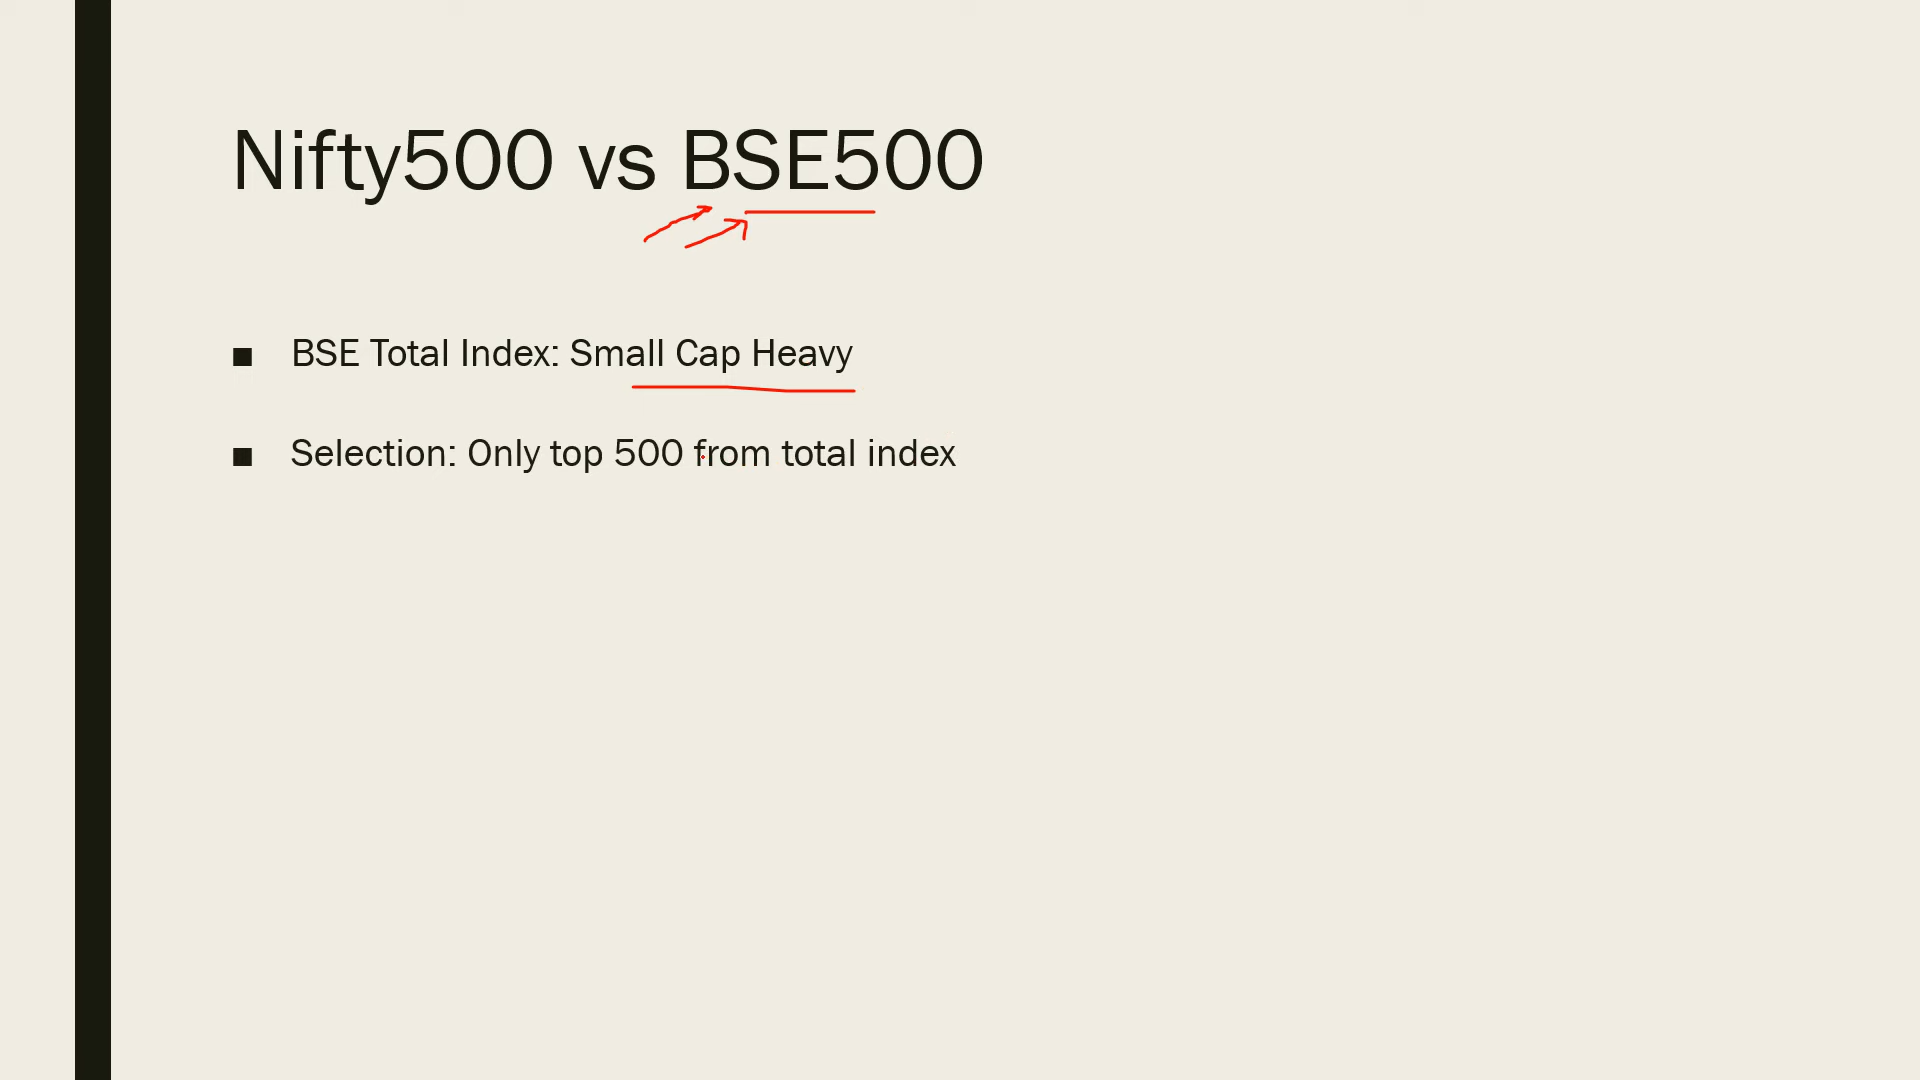 Nifty500 vs BSE500
■ BSE Total Index: Small Cap Heavy
■ Selection: Only top 500 from total index